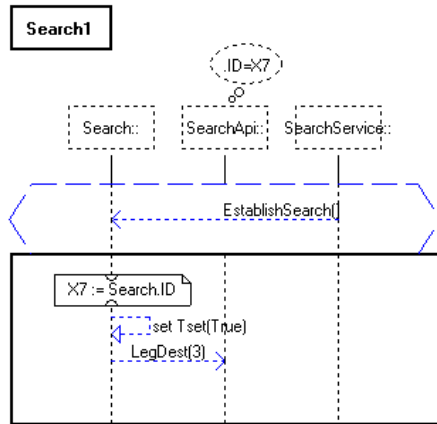 Search1
.ID=X7
Search::
SearchApi::
SearchService::
EstablishSearch()
X7 := Search.ID
set Tset(True)
LegDest(3)